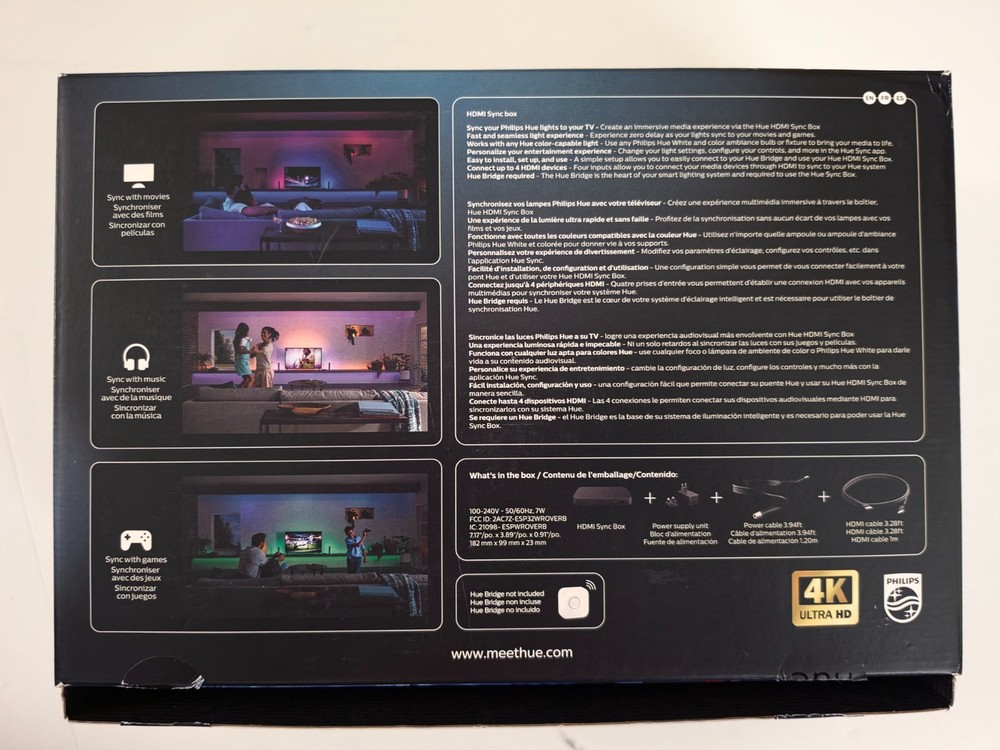 Sync with movies
Synchroniser
avec des films
Sincronizar con
películas
Sync with music
Synchroniser
avec de la musique
Sincronizar
con la música
Sync with games
Synchroniser
avec des jeux
Sincronizar
con juegos
EN FR ES
HDMI Sync box
Sync your Philips Hue lights to your TV - Create an immersive media experience via the Hue HDMI Sync Box
Fast and seamless light experience - Experience zero delay as your lights sync to your movies and games.
Works with any Hue color-capable light - Use any Philips Hue White and color ambiance bulb or fixture to bring your media to life.
Personalize your entertainment experience - Change your light settings, configure your controls, and more in the Hue Sync app.
Easy to install, set up, and use - A simple setup allows you to easily connect to your Hue Bridge and use your Hue HDMI Sync Box.
Connect up to 4 HDMI devices - Four inputs allow you to connect your media devices through HDMI to sync to your Hue system
Hue Bridge required - The Hue Bridge is the heart of your smart lighting system and required to use the Hue Sync Box.
Synchronisez vos lampes Philips Hue avec votre téléviseur - Créez une expérience multimédia immersive à travers le boîtier,
Hue HDMI Sync Box
Une expérience de la lumière ultra rapide et sans faille - Profitez de la synchronisation sans aucun écart de vos lampes avec vos
films et vos jeux.
Fonctionne avec toutes les couleurs compatibles avec la couleur Hue - Utilisez n'importe quelle ampoule ou ampoule d'ambiance
Philips Hue White et colorée pour donner vie à vos supports.
Personnalisez votre expérience de divertissement - Modifiez vos paramètres d'éclairage, configurez vos contrôles, etc. dans
l'application Hue Sync.
Facilité d'installation, de configuration et d'utilisation - Une configuration simple vous permet de vous connecter facilement à votre
pont Hue et d'utiliser votre Hue HDMI Sync Box.
Connectez jusqu'à 4 périphériques HDMI - Quatre prises d'entrée vous permettent d'établir une connexion HDMI avec vos appareils
multimédias pour synchroniser votre système Hue.
Hue Bridge requis - Le Hue Bridge est le cœur de votre système d'éclairage intelligent et est nécessaire pour utiliser le boîtier de
synchronisation Hue.
Sincronice las luces Philips Hue a su TV - logre una experiencia audiovisual más envolvente con Hue HDMI Sync Box
Una experiencia luminosa rápida e impecable - Ni un solo retardos al sincronizar las luces con sus juegos y películas.
Funciona con cualquier luz apta para colores Hue - use cualquier foco o lámpara de ambiente de color o Philips Hue White para darle
vida a su contenido audiovisual.
Personalice su experiencia de entretenimiento - cambie la configuración de luz, configure los controles y mucho más con la
aplicación Hue Sync.
Fácil instalación, configuración y uso - una configuración fácil que permite conectar su puente Hue y usar su Hue HDMI Sync Box de
manera sencilla.
Conecte hasta 4 dispositivos HDMI - Las 4 conexiones le permiten conectar sus dispositivos audiovisuales mediante HDMI para
sincronizarlos con su sistema Hue.
Se requiere un Hue Bridge - el Hue Bridge es la base de su sistema de iluminación inteligente y es necesario para poder usar la Hue
Sync Box.
What's in the box / Contenu de l'emballage/Contenido:
100-240V - 50/60Hz, 7W
FCC ID: 2AC7Z-ESP32WROVERB
IC: 21098- ESPWROVERB
7.17"/po. x 3.89"/po. x 0.91"/po.
182 mm x 99 mm x 23 mm
HDMI Sync Box
+
Power supply unit
Bloc d'alimentation
Fuente de alimentación
+
Power cable 3.94ft
Câble d'alimentation 3.94ft
Cable de alimentación 1,20m
+
HDMI cable 3.28ft
HDMI câble 3.28ft
HDMI cable 1m
Hue Bridge not included
Hue Bridge non incluse
Hue Bridge no incluido
4K
ULTRA HD
PHILIPS
www.meethue.com